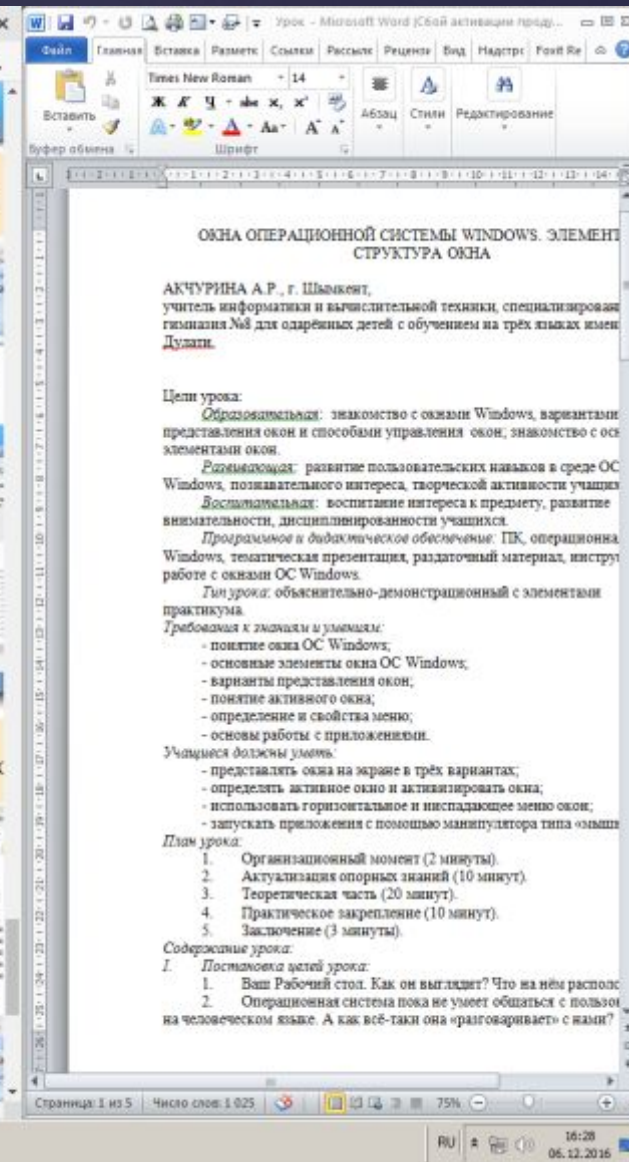 Урок - Microsoft Word (Сбой активации проду...
Файл Главная Вставка Разметк Ссылки Рассылк Рецензи Вид Надстрс Foxit Re
Times New Roman 14
Ж К Ч abc x, x²
Вставить Абзац Стили Редактирование
Aa A A
Буфер обмена Шрифт
ОКНА ОПЕРАЦИОННОЙ СИСТЕМЫ WINDOWS. ЭЛЕМЕНТ
СТРУКТУРА ОКНА
АКЧУРИНА А.Р., г. Шымкент,
учитель информатики и вычислительной техники, специализирован
гимназия №8 для одарённых детей с обучением на трёх языках имен
Дулати.
Цели урока:
Образовательная: знакомство с окнами Windows, вариантами
представления окон и способами управления окон; знакомство с осн
элементами окон.
Развивающая: развитие пользовательских навыков в среде ОС
Windows, познавательного интереса, творческой активности учащих
Воспитательная: воспитание интереса к предмету, развитие
внимательности, дисциплинированности учащихся.
Программное и дидактическое обеспечение: ПК, операционна
Windows, тематическая презентация, раздаточный материал, инстру
работе с окнами ОС Windows.
Тип урока: объяснительно-демонстрационный с элементами
практикума.
Требования к знаниям и умениям:
- понятие окна ОС Windows;
- основные элементы окна ОС Windows;
- варианты представления окон;
- понятие активного окна;
- определение и свойства меню;
- основы работы с приложениями.
Учащиеся должны уметь:
- представлять окна на экране в трёх вариантах;
- определять активное окно и активизировать окна;
- использовать горизонтальное и ниспадающее меню окон;
- запускать приложения с помощью манипулятора типа «мышь
План урока:
1. Организационный момент (2 минуты).
2. Актуализация опорных знаний (10 минут).
3. Теоретическая часть (20 минут).
4. Практическое закрепление (10 минут).
5. Заключение (3 минуты).
Содержание урока:
I. Постановка целей урока:
1. Ваш Рабочий стол. Как он выглядит? Что на нём располо
2. Операционная система пока не умеет общаться с пользо
на человеческом языке. А как всё-таки она «разговаривает» с нами?
Страница: 1 из 5 Число слов: 1 025 75%
RU 16:28
06.12.2016